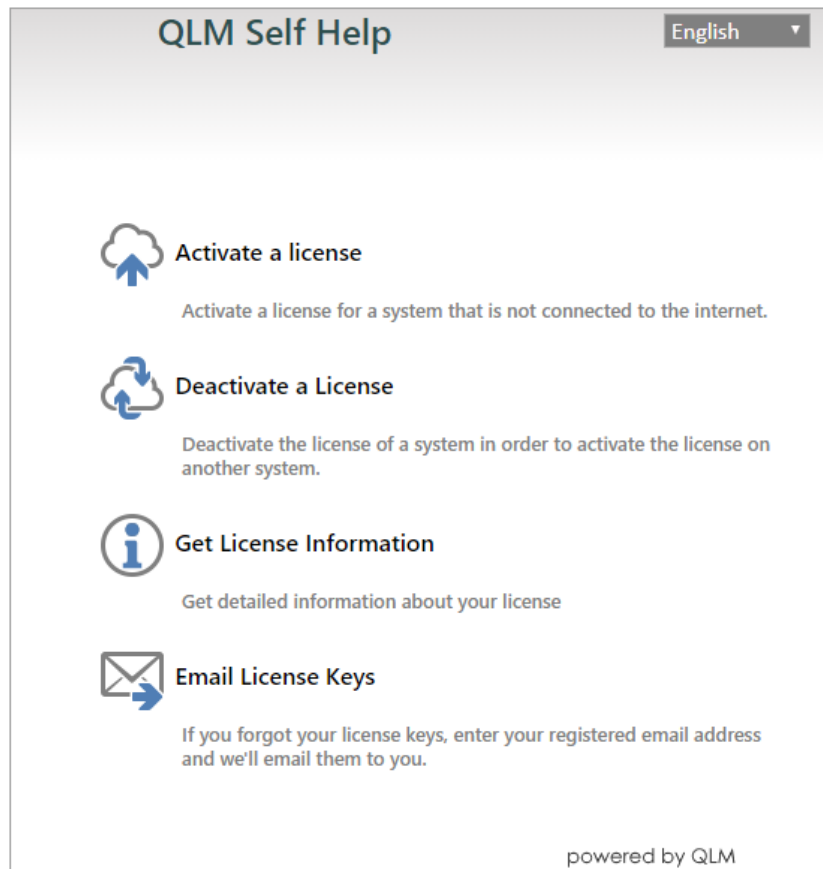 QLM Self Help
English
Activate a license
Activate a license for a system that is not connected to the internet.
Deactivate a License
Deactivate the license of a system in order to activate the license on
another system.
Get License Information
Get detailed information about your license
Email License Keys
If you forgot your license keys, enter your registered email address
and we'll email them to you.
powered by QLM